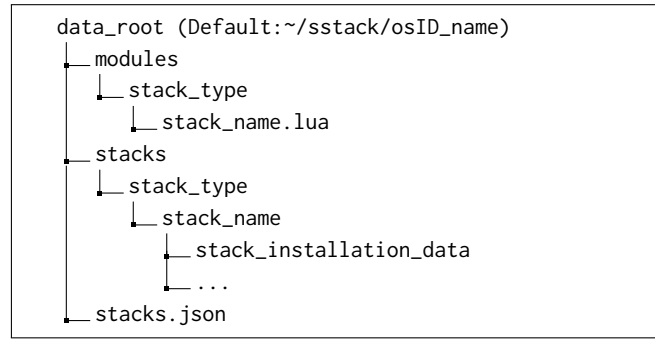 data_root (Default:~/sstack/osID_name)
modules
stack_type
stack_name.lua
stacks
stack_type
stack_name
stack_installation_data
...
stacks.json